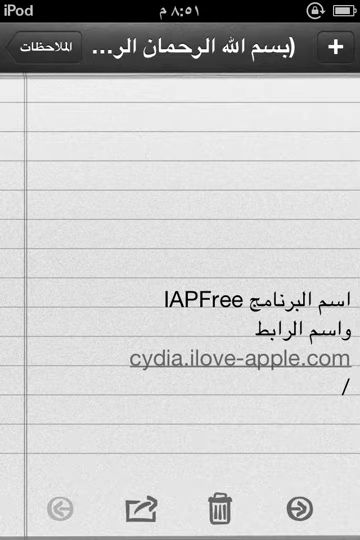 iPod ٨:٥١ م
الملاحظات (بسم الله الرحمان الر... +
اسم البرنامج IAPFree
واسم الرابط
cydia.ilove-apple.com
/